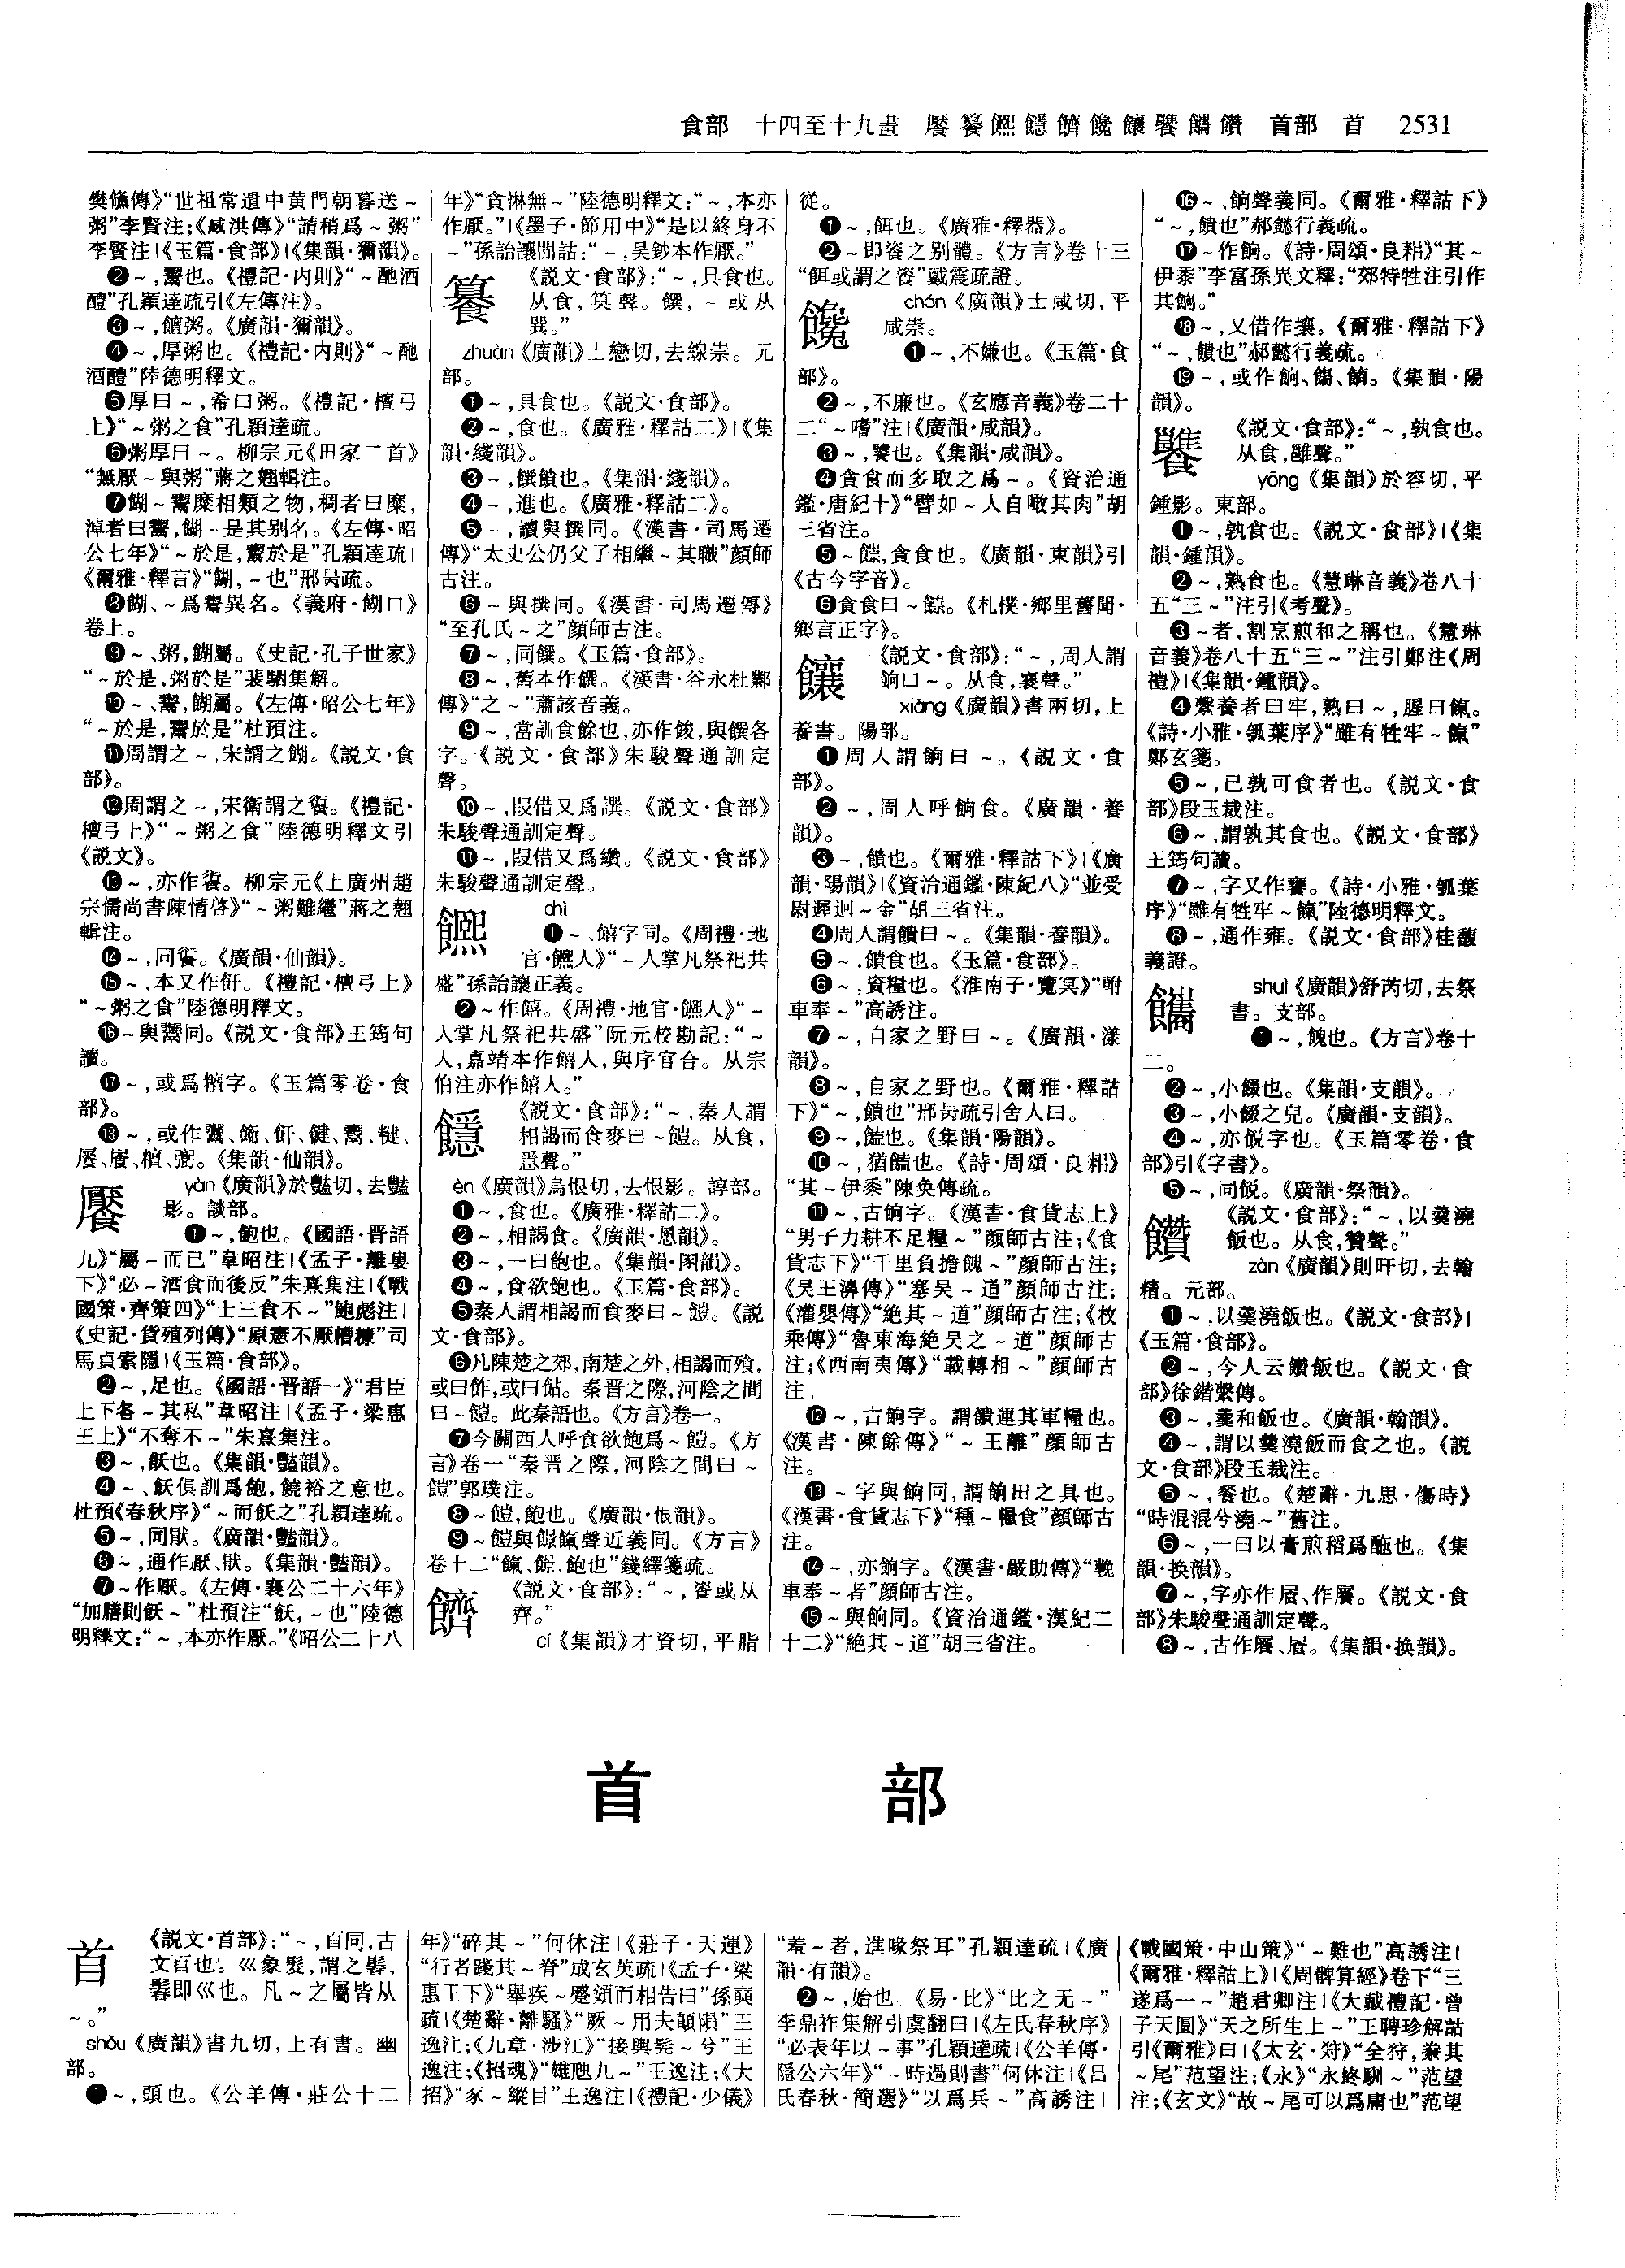 食部　十四至十九畫　饜籑饎䭡䭣饞饟饔䭨饡　首部　首　2531
樊儵傳》“世祖常遣中黄門朝暮送～
粥”李賢注;《臧洪傳》“請稍爲～粥”
李賢注|《玉篇·食部》|《集韻·獮韻》。
❷～,鬻也。《禮記·内則》“～酏酒
醴”孔穎達疏引《左傳注》。
❸～,饘粥。《廣韻·獮韻》。
❹～,厚粥也。《禮記·内則》“～酏
酒醴”陸德明釋文。
❺厚曰～,希曰粥。《禮記·檀弓
上》“～粥之食”孔穎達疏。
❻粥厚曰～。柳宗元《田家二首》
“無厭～與粥”蔣之翹輯注。
❼餬～鬻糜相類之物,稠者曰糜,
淖者曰鬻,餬～是其别名。《左傳·昭
公七年》“～於是,鬻於是”孔穎達疏|
《爾雅·釋言》“餬,～也”邢昺疏。
❽餬、～爲鬻異名。《義府·餬口》
卷上。
❾～、粥,餬屬。《史記·孔子世家》
“～於是,粥於是”裴駰集解。
❿～、鬻,餬屬。《左傳·昭公七年》
“～於是,鬻於是”杜預注。
⓫周謂之～,宋謂之餬。《説文·食
部》。
⓬周謂之～,宋衛謂之餰。《禮記·
檀弓上》“～粥之食”陸德明釋文引
《説文》。
⓭～,亦作餰。柳宗元《上廣州趙
宗儒尚書陳情啓》“～粥難繼”蔣之翹
輯注。
⓮～,同餰。《廣韻·仙韻》。
⓯～,本又作飦。《禮記·檀弓上》
“～粥之食”陸德明釋文。
⓰～與鬻同。《説文·食部》王筠句
讀。
⓱～,或爲䊤字。《玉篇零卷·食
部》。
⓲～,或作
《集韻·仙韻》。
饜
yàn《廣韻》於豔切,去豔
影。談部。
❶～,飽也。《國語·晋語
九》“屬～而已”韋昭注|《孟子·離婁
下》“必～酒食而後反”朱熹集注|《戰
國策·齊策四》“士三食不～”鮑彪注|
《史記·貨殖列傳》“原憲不厭糟糠”司
馬貞索隱|《玉篇·食部》。
❷～,足也。《國語·晋語一》“君臣
上下各～其私”韋昭注|《孟子·梁惠
王上》“不奪不～”朱熹集注。
❸～,飫也。《集韻·豔韻》。
❹～、飫俱訓爲飽,饒裕之意也。
杜預《春秋序》“～而飫之”孔穎達疏。
❺～,同猒。《廣韻·豔韻》。
❻～,通作厭、猒。《集韻·豔韻》。
❼～作厭。《左傳·襄公二十六年》
“加膳則飫～”杜預注“飫,～也”陸德
明釋文:“～,本亦作厭。”《昭公二十八
年》“貪惏無～”陸德明釋文:“～,本亦
作厭。”|《墨子·節用中》“是以終身不
～”孫詒讓閒詁:“～,吴鈔本作厭。”
籑
《説文·食部》:“～,具食也。
从食,算聲。饌,～或从
巽。”
zhuàn《廣韻》士戀切,去線崇。元
部。
❶～,具食也。《説文·食部》。
❷～,食也。《廣雅·釋詁二》|《集
韻·綫韻》。
❸～,饌饋也。《集韻·綫韻》。
❹～,進也。《廣雅·釋詁二》。
❺～,讀與撰同。《漢書·司馬遷
傳》“太史公仍父子相繼～其職”顔師
古注。
❻～與撰同。《漢書·司馬遷傳》
“至孔氏～之”顔師古注。
❼～,同饌。《玉篇·食部》。
❽～,舊本作饌。《漢書·谷永杜鄴
傳》“之～”蕭該音義。
❾～,當訓食餘也,亦作餕,與饌各
字。《説文·食部》朱駿聲通訓定
聲。
❿～,叚借又爲譔。《説文·食部》
朱駿聲通訓定聲。
⓫～,叚借又爲纘。《説文·食部》
朱駿聲通訓定聲。
饎
chì
❶～、饎字同。《周禮·地
官·饎人》“～人掌凡祭祀共
盛”孫詒讓正義。
❷～作饎。《周禮·地官·饎人》“～
人掌凡祭祀共盛”阮元校勘記:“～
人,嘉靖本作饎人,與序官合。从宗
伯注亦作饎人。”
䭡
《説文·食部》:“～,秦人謂
相謁而食麥曰～䭓。从食,
㥯聲。”
èn《廣韻》烏恨切,去恨影。諄部。
❶～,食也。《廣雅·釋詁二》。
❷～,相謁食。《廣韻·恩韻》。
❸～,一曰飽也。《集韻·圂韻》。
❹～,食欲飽也。《玉篇·食部》。
❺秦人謂相謁而食麥曰～䭓。《説
文·食部》。
❻凡陳楚之郊,南楚之外,相謁而飱,
或曰飵,或曰䬯。秦晋之際,河陰之間
曰～䭓。此秦語也。《方言》卷一。
❼今關西人呼食欲飽爲～䭓。《方
言》卷一“秦晋之際,河陰之間曰～
䭓”郭璞注。
❽～䭓,飽也。《廣韻·恨韻》。
❾～䭓與餩䬵聲近義同。《方言》
卷十二“䬵、餩,飽也”錢繹箋疏。
䭣
《説文·食部》:“～,餈或从
齊。”
cí《集韻》才資切,平脂
從。
❶～,餌也。《廣雅·釋器》。
❷～即餈之别體。《方言》卷十三
“餌或謂之餈”戴震疏證。
饞
chán《廣韻》士咸切,平
咸崇。
❶～,不嫌也。《玉篇·食
部》。
❷～,不廉也。《玄應音義》卷二十
二“～嗜”注|《廣韻·咸韻》。
❸～,饕也。《集韻·咸韻》。
❹貪食而多取之爲～。《資治通
鑑·唐紀十》“譬如～人自噉其肉”胡
三省注。
❺～䭚,貪食也。《廣韻·東韻》引
《古今字音》。
❻貪食曰～䭚。《札樸·鄉里舊聞·
鄉言正字》。
饟
《説文·食部》:“～,周人謂
餉曰～。从食,襄聲。”
xiǎng《廣韻》書兩切,上
養書。陽部。
❶周人謂餉曰～。《説文·食
部》。
❷～,周人呼餉食。《廣韻·養
韻》。
❸～,饋也。《爾雅·釋詁下》|《廣
韻·陽韻》|《資治通鑑·陳紀八》“並受
尉遲迥～金”胡三省注。
❹周人謂饋曰～。《集韻·養韻》。
❺～,饋食也。《玉篇·食部》。
❻～,資糧也。《淮南子·覽冥》“軵
車奉～”高誘注。
❼～,自家之野曰～。《廣韻·漾
韻》。
❽～,自家之野也。《爾雅·釋詁
下》“～,饋也”邢昺疏引舍人曰。
❾～,饁也。《集韻·陽韻》。
❿～,猶饁也。《詩·周頌·良耜》
“其～伊黍”陳奂傳疏。
⓫～,古餉字。《漢書·食貨志上》
“男子力耕不足糧～”顔師古注;《食
貨志下》“千里負擔餽～”顔師古注;
《吴王濞傳》“塞吴～道”顔師古注;
《灌嬰傳》“絶其～道”顔師古注;《枚
乘傳》“魯東海絶吴之～道”顔師古
注;《西南夷傳》“載轉相～”顔師古
注。
⓬～,古餉字。謂饋運其軍糧也。
《漢書·陳餘傳》“～王離”顔師古
注。
⓭～字與餉同,謂餉田之具也。
《漢書·食貨志下》“種～糧食”顔師古
注。
⓮～,亦餉字。《漢書·嚴助傳》“輓
車奉～者”顔師古注。
⓯～與餉同。《資治通鑑·漢紀二
十二》“絶其～道”胡三省注。
⓰～、餉聲義同。《爾雅·釋詁下》
“～,饋也”郝懿行義疏。
⓱～作餉。《詩·周頌·良耜》“其～
伊黍”李富孫異文釋:“郊特牲注引作
其餉。”
⓲～,又借作攘。《爾雅·釋詁下》
“～、饋也”郝懿行義疏。
⓳～,或作餉、餳、䬕。《集韻·陽
韻》。
饔
《説文·食部》:“～,孰食也。
从食,雝聲。”
yōng《集韻》於容切,平
鍾影。東部。
❶～,孰食也。《説文·食部》|《集
韻·鍾韻》。
❷～,熟食也。《慧琳音義》卷八十
五“三～”注引《考聲》。
❸～者,割烹煎和之稱也。《慧琳
音義》卷八十五“三～”注引鄭注《周
禮》|《集韻·鍾韻》。
❹繫養者曰牢,熟曰～,腥曰餼。
《詩·小雅·瓠葉序》“雖有牲牢～餼”
鄭玄箋。
❺～,已孰可食者也。《説文·食
部》段玉裁注。
❻～,謂孰其食也。《説文·食部》
王筠句讀。
❼～,字又作饔。《詩·小雅·瓠葉
序》“雖有牲牢～餼”陸德明釋文。
❽～,通作雍。《説文·食部》桂馥
義證。
䭨
shuì《廣韻》舒芮切,去祭
書。支部。
❶～,餽也。《方言》卷十
二。
❷～,小餟也。《集韻·支韻》。
❸～,小餟之皃。《廣韻·支韻》。
❹～,亦帨字也。《玉篇零卷·食
部》引《字書》。
❺～,同帨。《廣韻·祭韻》。
饡
《説文·食部》:“～,以羹澆
飯也。从食,贊聲。”
zàn《廣韻》則旰切,去翰
精。元部。
❶～,以羹澆飯也。《説文·食部》|
《玉篇·食部》。
❷～,今人云饡飯也。《説文·食
部》徐鍇繫傳。
❸～,羹和飯也。《廣韻·翰韻》。
❹～,謂以羹澆飯而食之也。《説
文·食部》段玉裁注。
❺～,餐也。《楚辭·九思·傷時》
“時混混兮澆～”舊注。
❻～,一曰以膏煎稻爲酏也。《集
韻·换韻》。
❼～,字亦作㞡、作㞟。《説文·食
部》朱駿聲通訓定聲。
❽～,古作
《集韻·换韻》。
首　部
首
《説文·首部》:“～,𦣻同,古
文𦣻也。巛象髮,謂之鬊,
鬊即巛也。凡～之屬皆从
～。”
shǒu《廣韻》書九切,上有書。幽
部。
❶～,頭也。《公羊傳·莊公十二
年》“碎其～”何休注|《莊子·天運》
“行者踐其～脊”成玄英疏|《孟子·梁
惠王下》“舉疾～蹙頞而相告曰”孫奭
疏|《楚辭·離騷》“厥～用夫顛隕”王
逸注;《九章·涉江》“接輿髡～兮”王
逸注;《招魂》“雄虺九～”王逸注;《大
招》“豕～縱目”王逸注|《禮記·少儀》
“羞～者,進喙祭耳”孔穎達疏|《廣
韻·有韻》。
❷～,始也。《易·比》“比之无～”
李鼎祚集解引虞翻曰|《左氏春秋序》
“必表年以～事”孔穎達疏|《公羊傳·
隱公六年》“～時過則書”何休注|《吕
氏春秋·簡選》“以爲兵～”高誘注|
《戰國策·中山策》“～難也”高誘注|
《爾雅·釋詁上》|《周髀算經》卷下“三
遂爲一～”趙君卿注|《大戴禮記·曾
子天圓》“天之所生上～”王聘珍解詁
引《爾雅》曰|《太玄·狩》“全狩,桊其
～尾”范望注;《永》“永終馴～”范望
注;《玄文》“故～尾可以爲庸也”范望